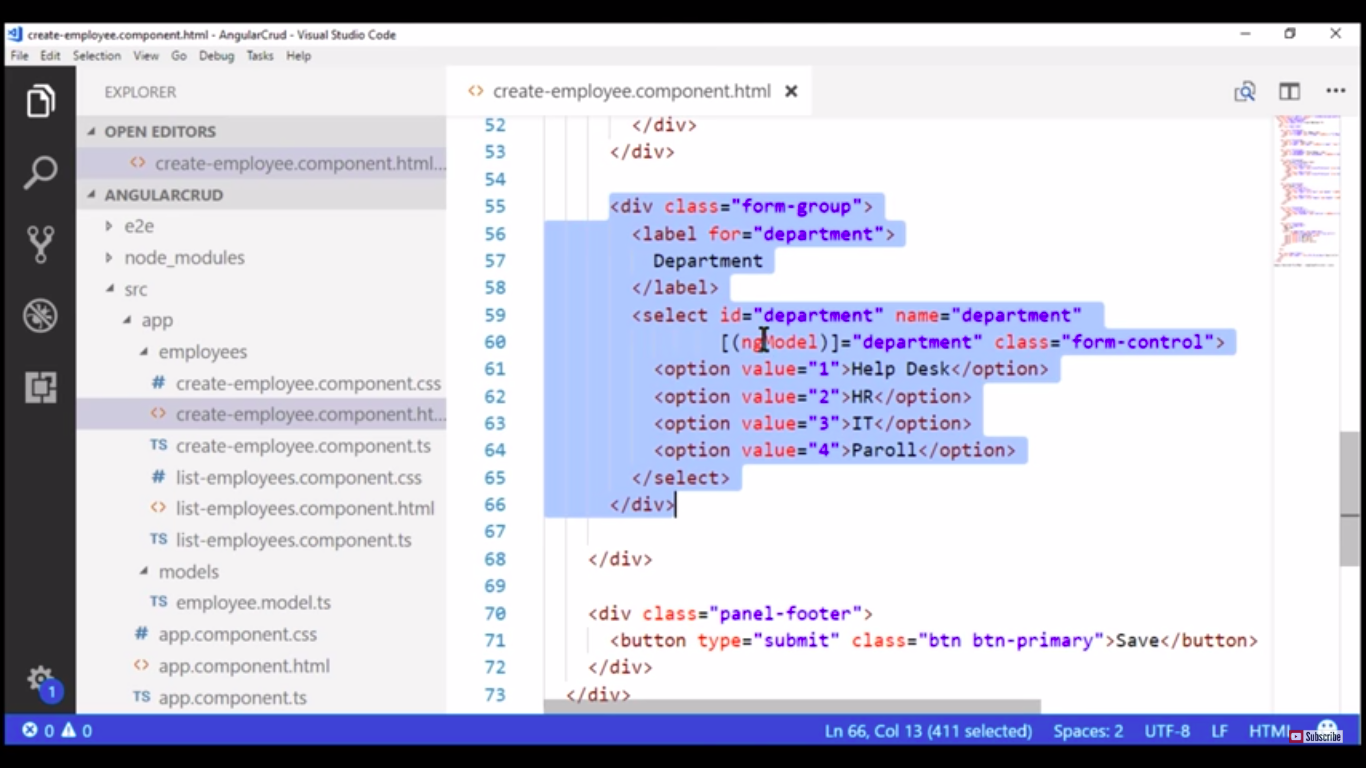 create-employee.component.html - AngularCrud - Visual Studio Code
File Edit Selection View Go Debug Tasks Help
EXPLORER
OPEN EDITORS
create-employee.component.html...
ANGULARCRUD
e2e
node_modules
src
app
employees
create-employee.component.css
create-employee.component.ht...
create-employee.component.ts
list-employees.component.css
list-employees.component.html
list-employees.component.ts
models
employee.model.ts
app.component.css
app.component.html
app.component.ts
create-employee.component.html
52 </div>
53 </div>
54
55 <div class="form-group">
56 <label for="department">
57 Department
58 </label>
59 <select id="department" name="department"
60 [(ngModel)]="department" class="form-control">
61 <option value="1">Help Desk</option>
62 <option value="2">HR</option>
63 <option value="3">IT</option>
64 <option value="4">Paroll</option>
65 </select>
66 </div>
67
68 </div>
69
70 <div class="panel-footer">
71 <button type="submit" class="btn btn-primary">Save</button>
72 </div>
73 </div>
1
0 0 Ln 66, Col 13 (411 selected) Spaces: 2 UTF-8 LF HTML
Subscribe